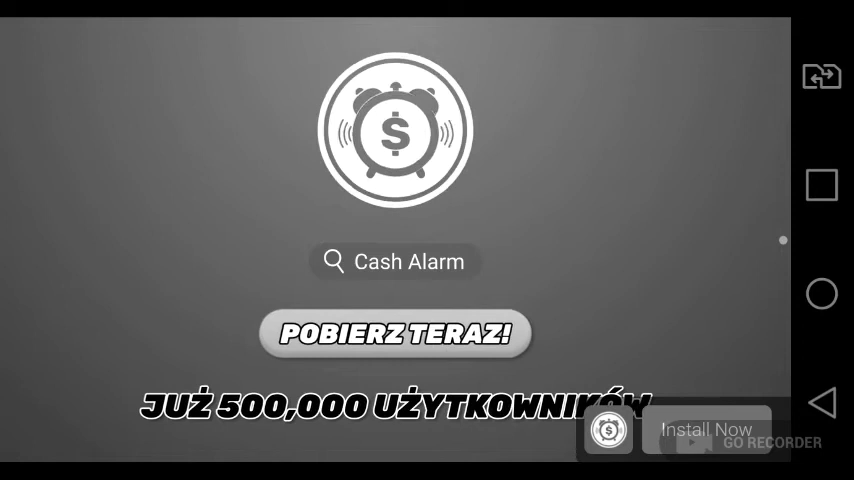 $
Cash Alarm
POBIERZ TERAZ!
JUŻ 500,000 UŻYTKOWNIKÓW
$
Install Now
GO RECORDER